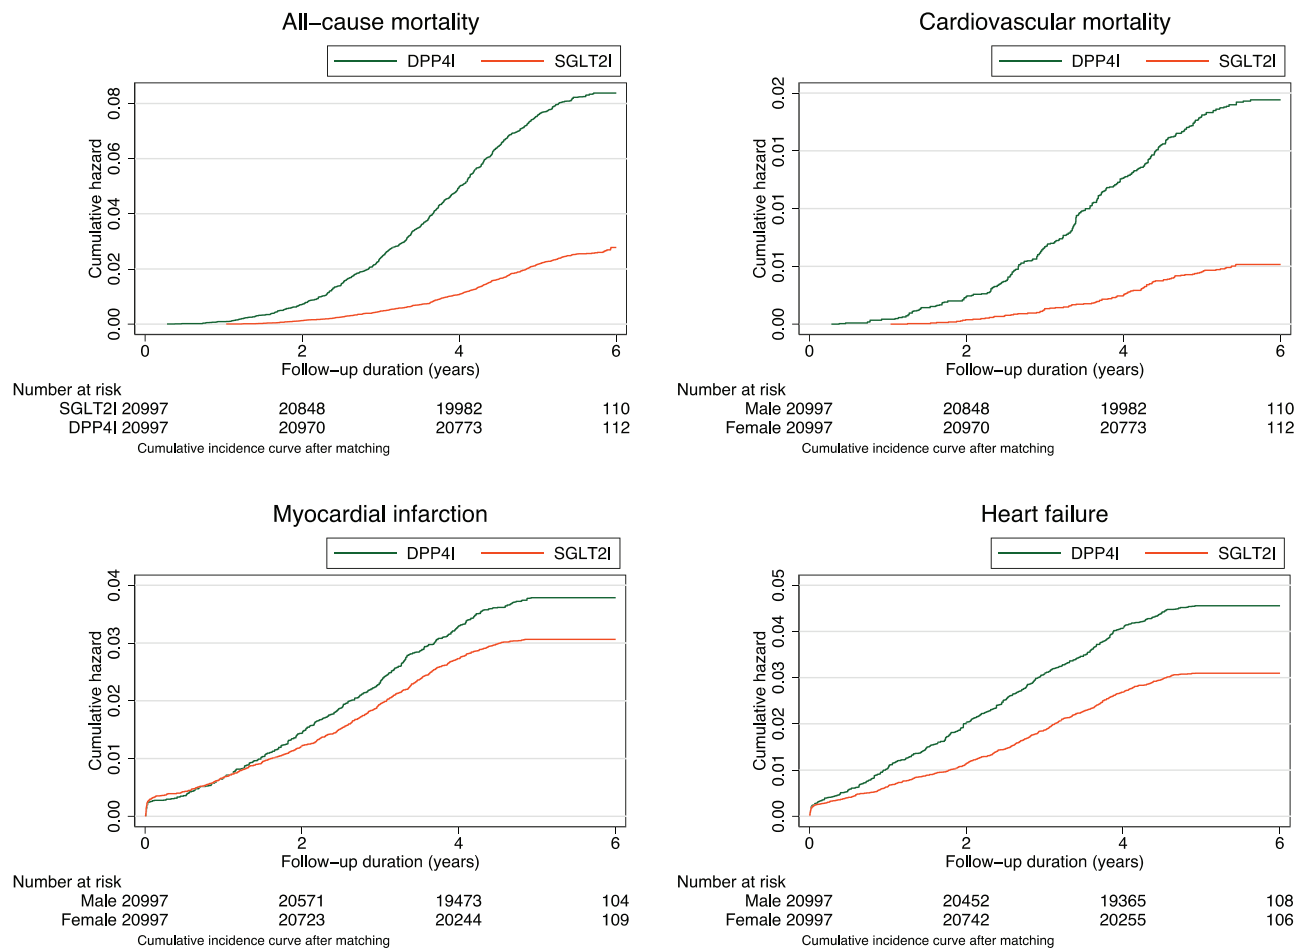 All-cause mortality
DPP4I SGLT2I
Cumulative hazard
0.00 0.02 0.04 0.06 0.08
0 2 4 6
Follow-up duration (years)
Number at risk
SGLT2I 20997 20848 19982 110
DPP4I 20997 20970 20773 112
Cumulative incidence curve after matching
Cardiovascular mortality
DPP4I SGLT2I
Cumulative hazard
0.00 0.01 0.01 0.01 0.02
0 2 4 6
Follow-up duration (years)
Number at risk
Male 20997 20848 19982 110
Female 20997 20970 20773 112
Cumulative incidence curve after matching
Myocardial infarction
DPP4I SGLT2I
Cumulative hazard
0.00 0.01 0.02 0.03 0.04
0 2 4 6
Follow-up duration (years)
Number at risk
Male 20997 20571 19473 104
Female 20997 20723 20244 109
Cumulative incidence curve after matching
Heart failure
DPP4I SGLT2I
Cumulative hazard
0.00 0.01 0.02 0.03 0.04 0.05
0 2 4 6
Follow-up duration (years)
Number at risk
Male 20997 20452 19365 108
Female 20997 20742 20255 106
Cumulative incidence curve after matching